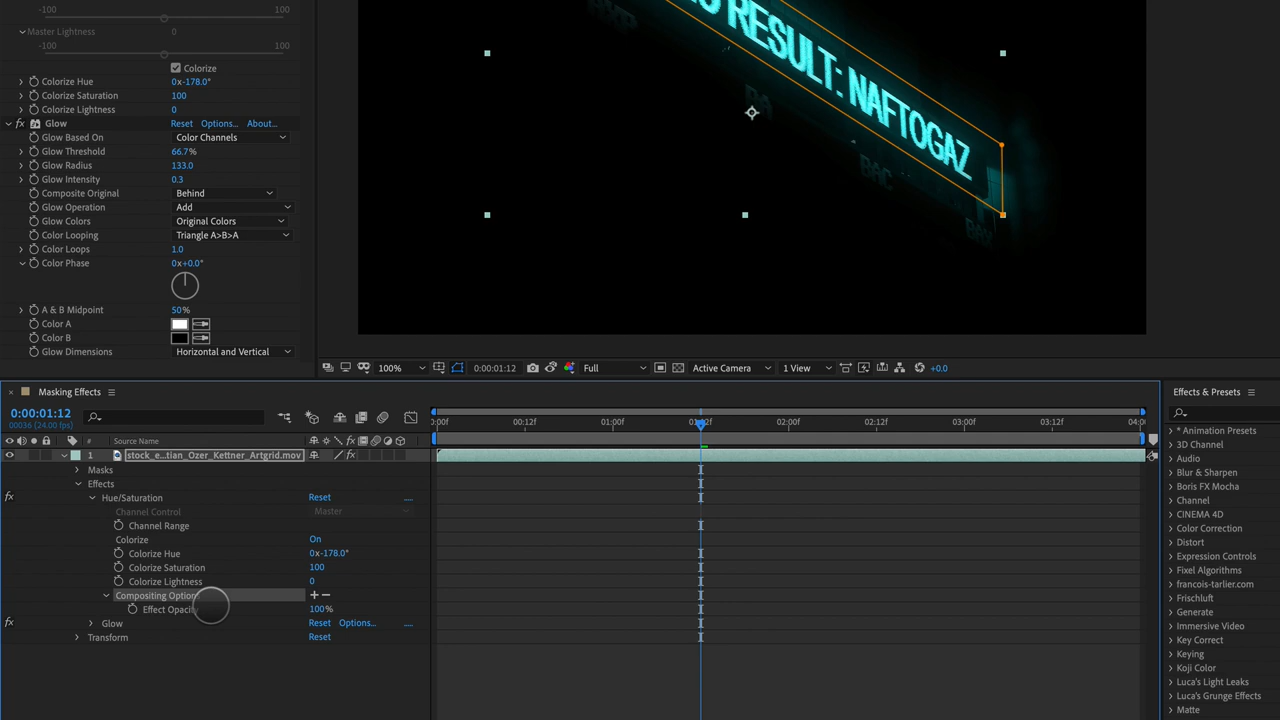 -100 100
Master Lightness 0
-100 100
Colorize
Colorize Hue 0x-178.0°
Colorize Saturation 100
Colorize Lightness 0
fx Glow Reset Options... About...
Glow Based On Color Channels
Glow Threshold 66.7%
Glow Radius 133.0
Glow Intensity 0.3
Composite Original Behind
Glow Operation Add
Glow Colors Original Colors
Color Looping Triangle A>B>A
Color Loops 1.0
Color Phase 0x+0.0°
A & B Midpoint 50%
Color A
Color B
Glow Dimensions Horizontal and Vertical
RESULT: NAFTOGAZ
BAC
BAX
100% 0:00:01:12 Full Active Camera 1 View +0.0
Masking Effects
0:00:01:12
00036 (24.00 fps)
# Source Name fx
:00f 00:12f 01:00f 01:12f 02:00f 02:12f 03:00f 03:12f 04:0
1 stock_e...tian_Ozer_Kettner_Artgrid.mov fx
Masks
Effects
fx Hue/Saturation Reset ....
Channel Control Master
Channel Range
Colorize On
Colorize Hue 0x-178.0°
Colorize Saturation 100
Colorize Lightness 0
Compositing Options + −
Effect Opacity 100%
fx Glow Reset Options... ....
Transform Reset
Effects & Presets
* Animation Presets
3D Channel
Audio
Blur & Sharpen
Boris FX Mocha
Channel
CINEMA 4D
Color Correction
Distort
Expression Controls
Fixel Algorithms
francois-tarlier.com
Frischluft
Generate
Immersive Video
Key Correct
Keying
Koji Color
Luca's Light Leaks
Luca's Grunge Effects
Matte